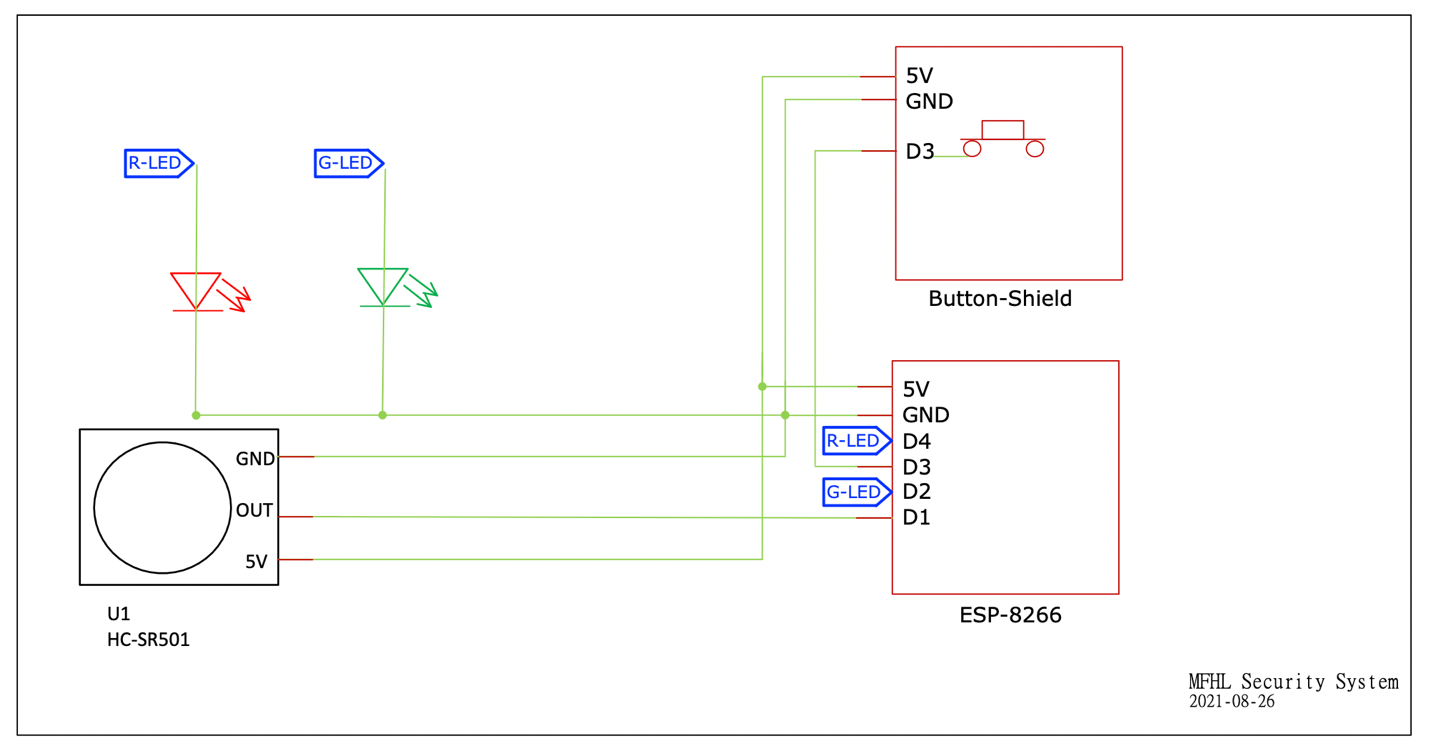 5V
GND
D3
Button-Shield
R-LED
G-LED
5V
GND
R-LED
D4
D3
G-LED
D2
D1
ESP-8266
GND
OUT
5V
U1
HC-SR501
MFHL Security System
2021-08-26